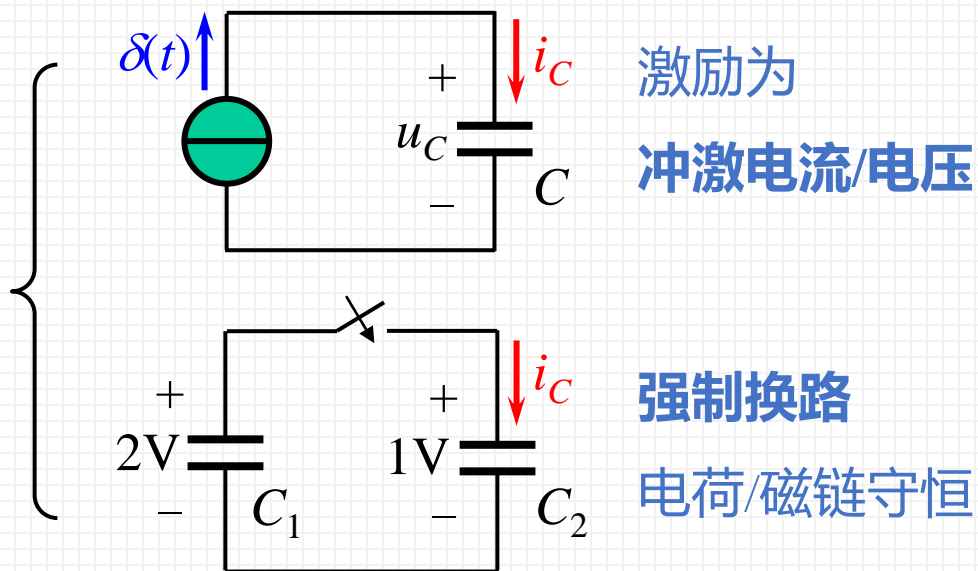 δ(t)
i_C
+
u_C
C
−
激励为
冲激电流/电压
+
2V
−
C_1
+
1V
−
C_2
i_C
强制换路
电荷/磁链守恒